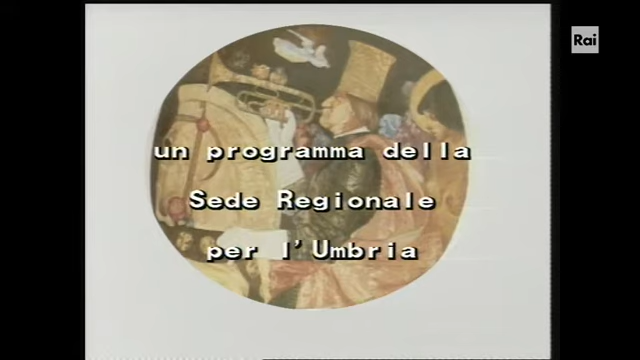 Rai
un programma della
Sede Regionale
per l'Umbria